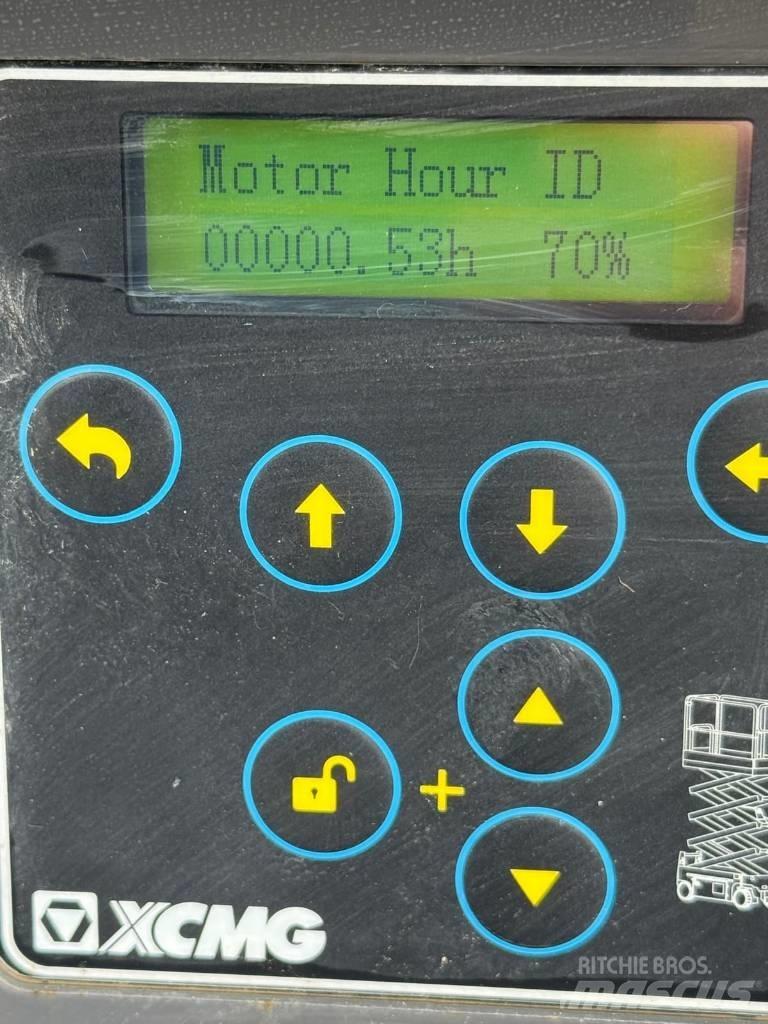 Motor Hour ID
00000.53h 70%
+
XCMG
RITCHIE BROS.
MASCUS